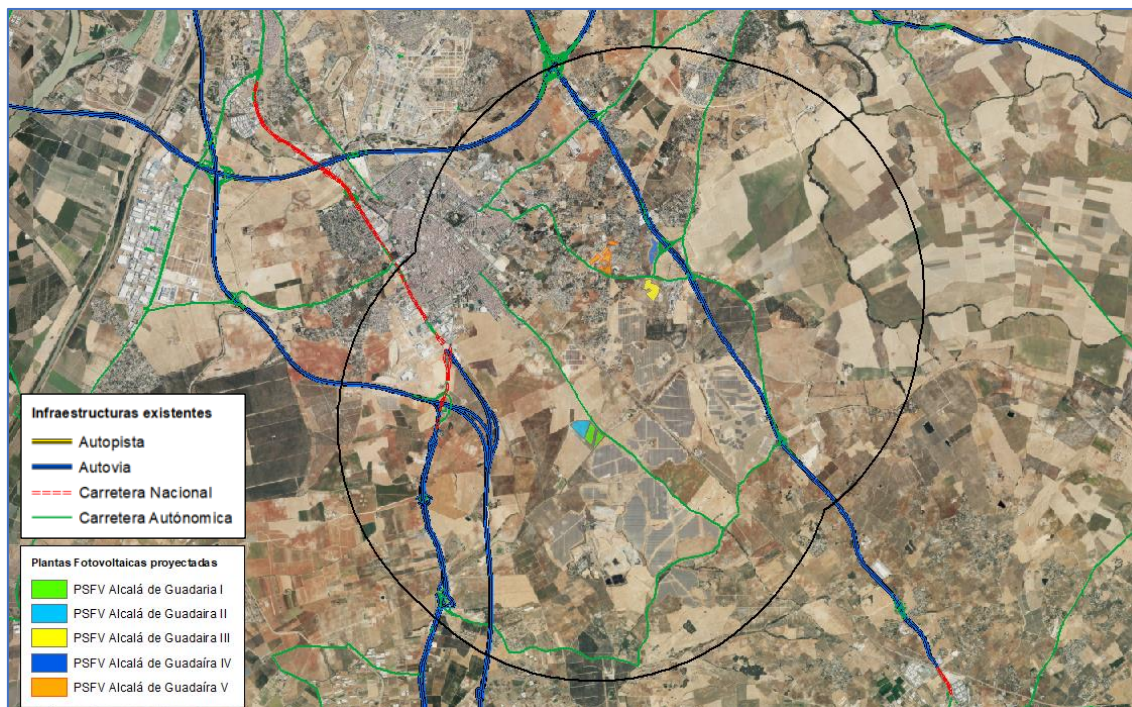 Infraestructuras existentes
Autopista
Autovia
Carretera Nacional
Carretera Autónomica
Plantas Fotovoltaicas proyectadas
PSFV Alcalá de Guadaria I
PSFV Alcalá de Guadaira II
PSFV Alcalá de Guadaira III
PSFV Alcalá de Guadaíra IV
PSFV Alcalá de Guadaíra V